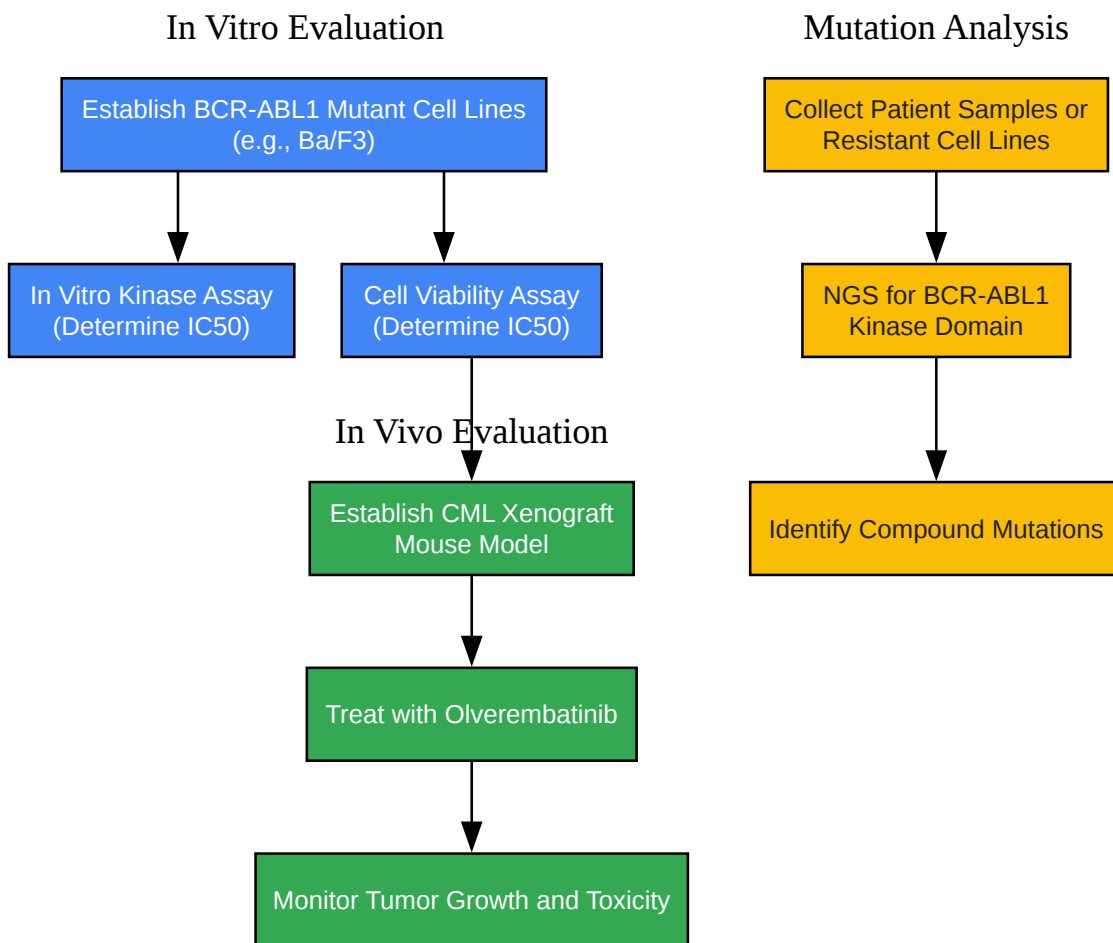 In Vitro Evaluation
Establish BCR-ABL1 Mutant Cell Lines
(e.g., Ba/F3)
In Vitro Kinase Assay
(Determine IC50)
Cell Viability Assay
(Determine IC50)
In Vivo Evaluation
Establish CML Xenograft
Mouse Model
Treat with Olverembatinib
Monitor Tumor Growth and Toxicity
Mutation Analysis
Collect Patient Samples or
Resistant Cell Lines
NGS for BCR-ABL1
Kinase Domain
Identify Compound Mutations